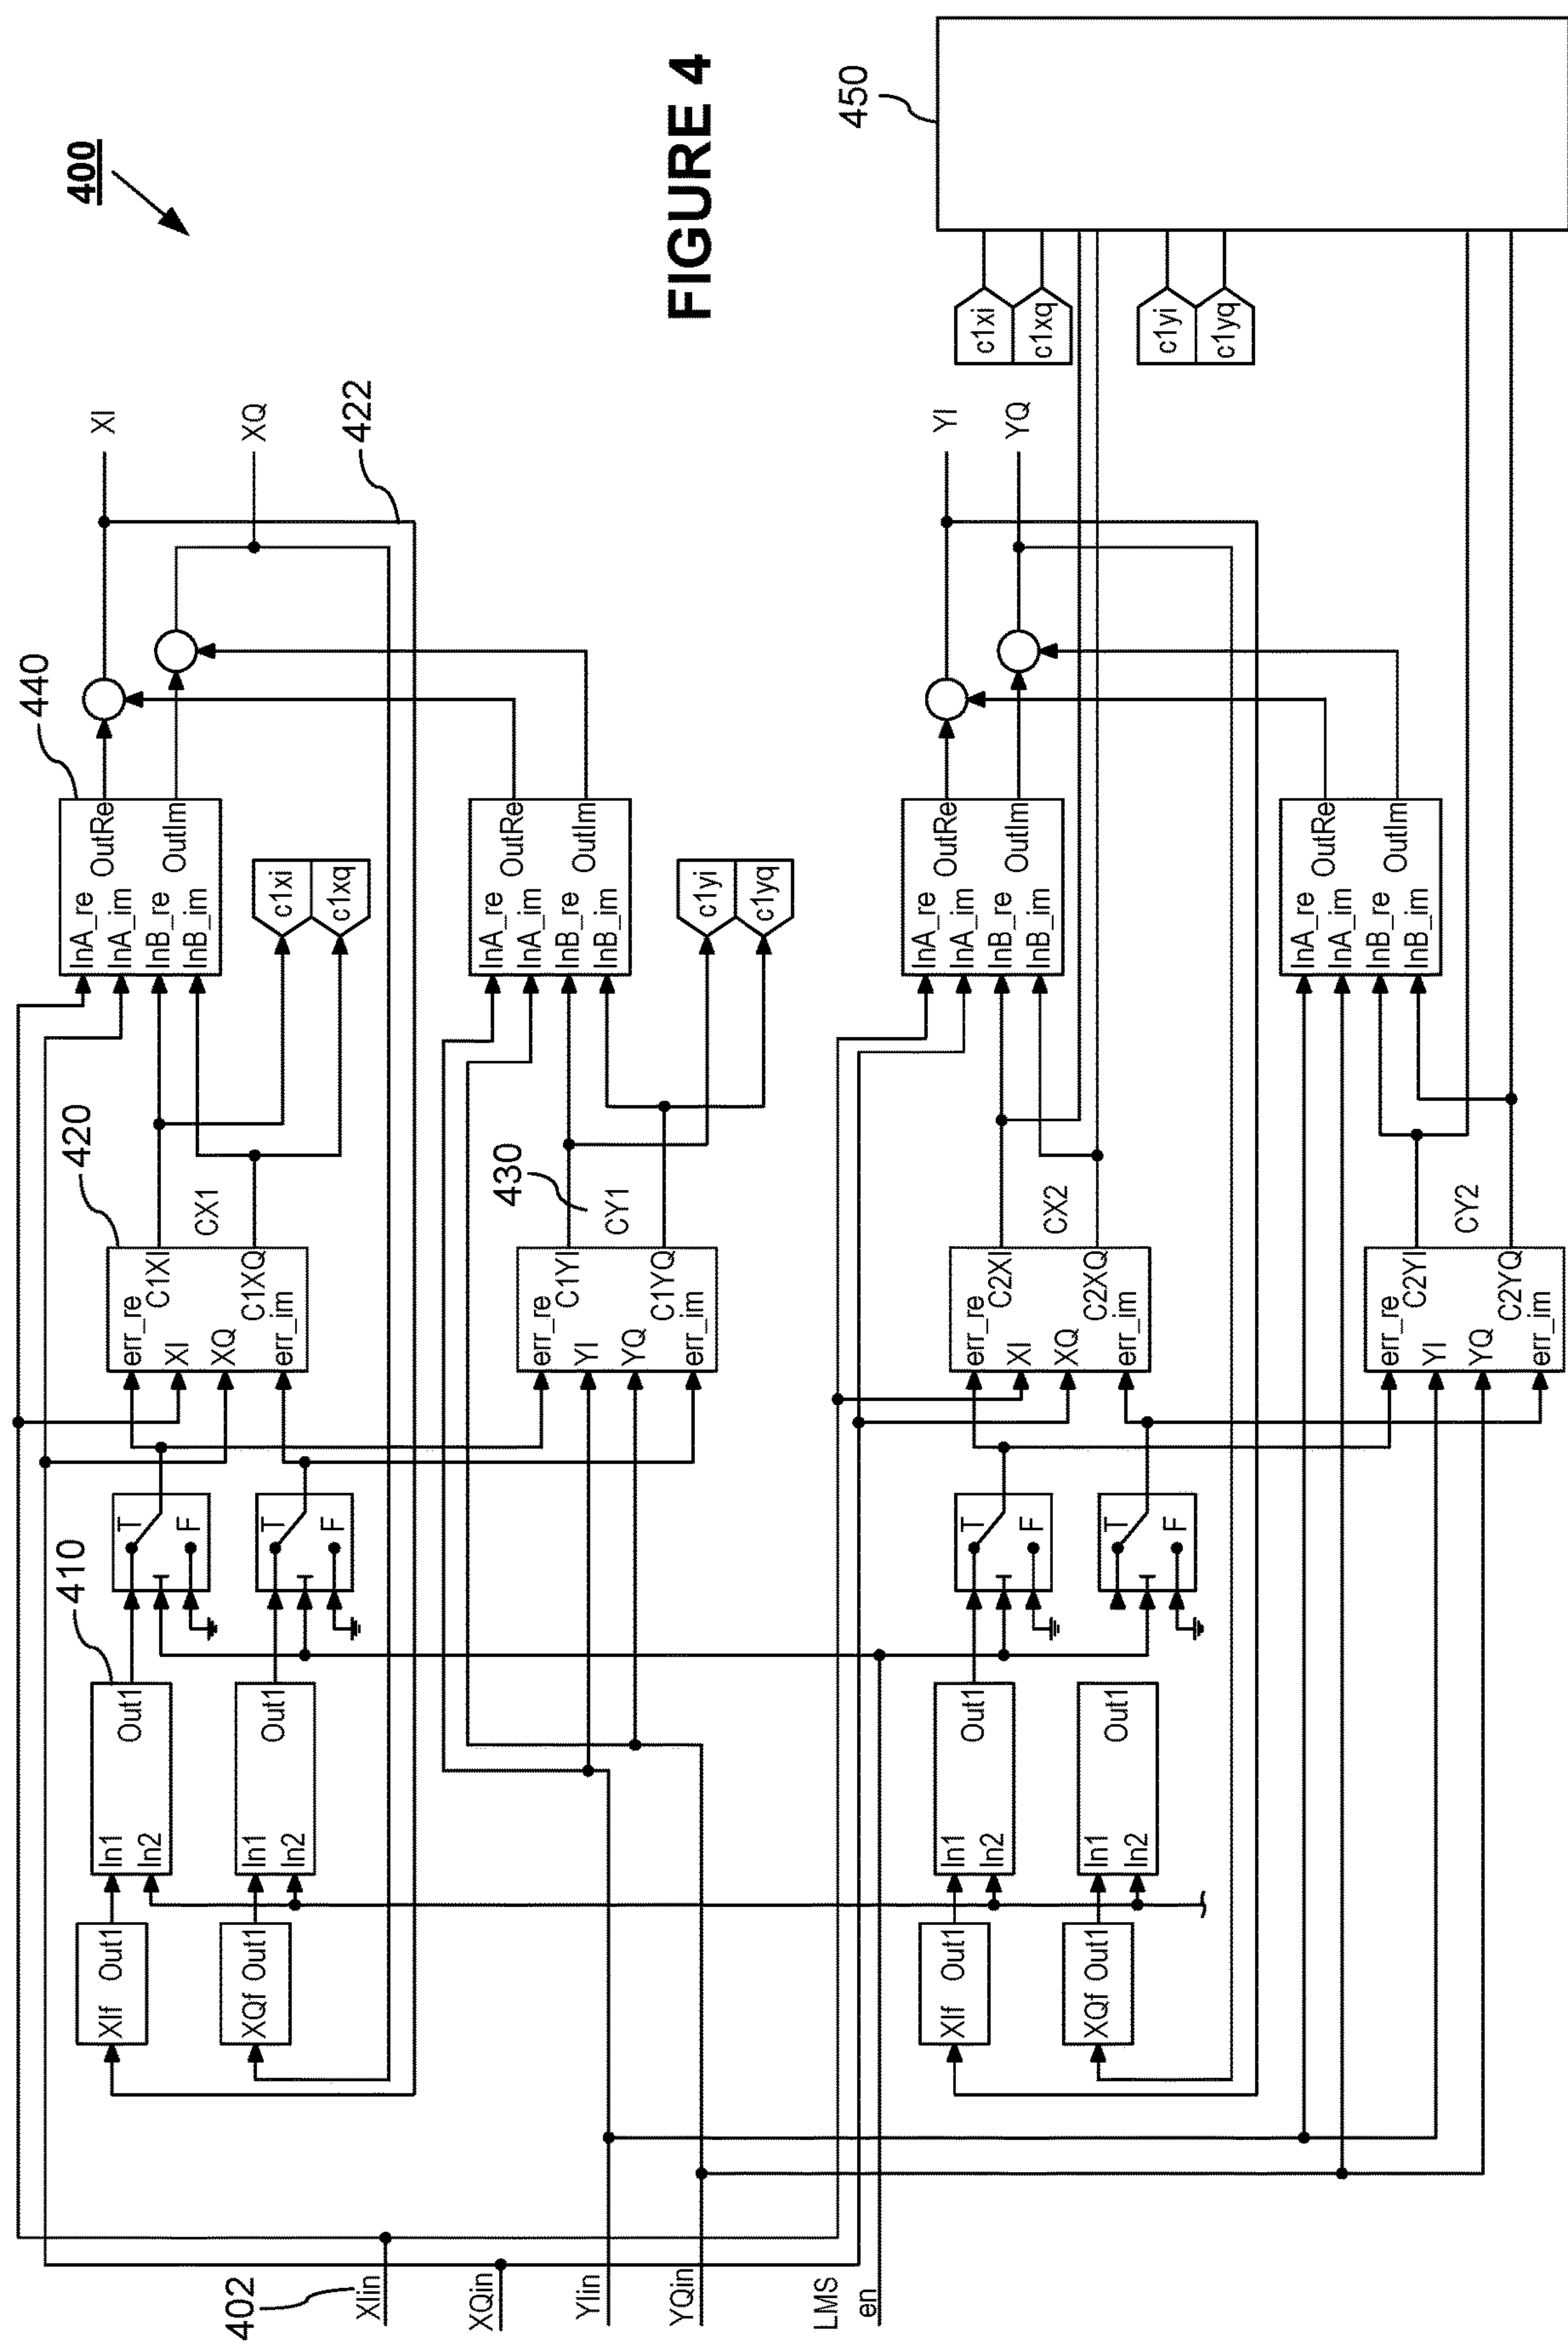 400
FIGURE 4
402
XIin
XQin
YIin
YQin
LMS
en
XIf Out1
XQf Out1
410
In1
In2
Out1
In1
In2
Out1
T
F
T
F
420
err_re
XI
XQ
err_im
C1XI
C1XQ
CX1
err_re
YI
YQ
err_im
C1YI
C1YQ
CY1
430
440
InA_re
InA_im
InB_re
InB_im
OutRe
OutIm
c1xi
c1xq
InA_re
InA_im
InB_re
InB_im
OutRe
OutIm
c1yi
c1yq
XI
XQ
422
XIf Out1
XQf Out1
In1
In2
Out1
In1
In2
Out1
T
F
T
F
err_re
XI
XQ
err_im
C2XI
C2XQ
CX2
err_re
YI
YQ
err_im
C2YI
C2YQ
CY2
InA_re
InA_im
InB_re
InB_im
OutRe
OutIm
InA_re
InA_im
InB_re
InB_im
OutRe
OutIm
YI
YQ
c1xi
c1xq
c1yi
c1yq
450